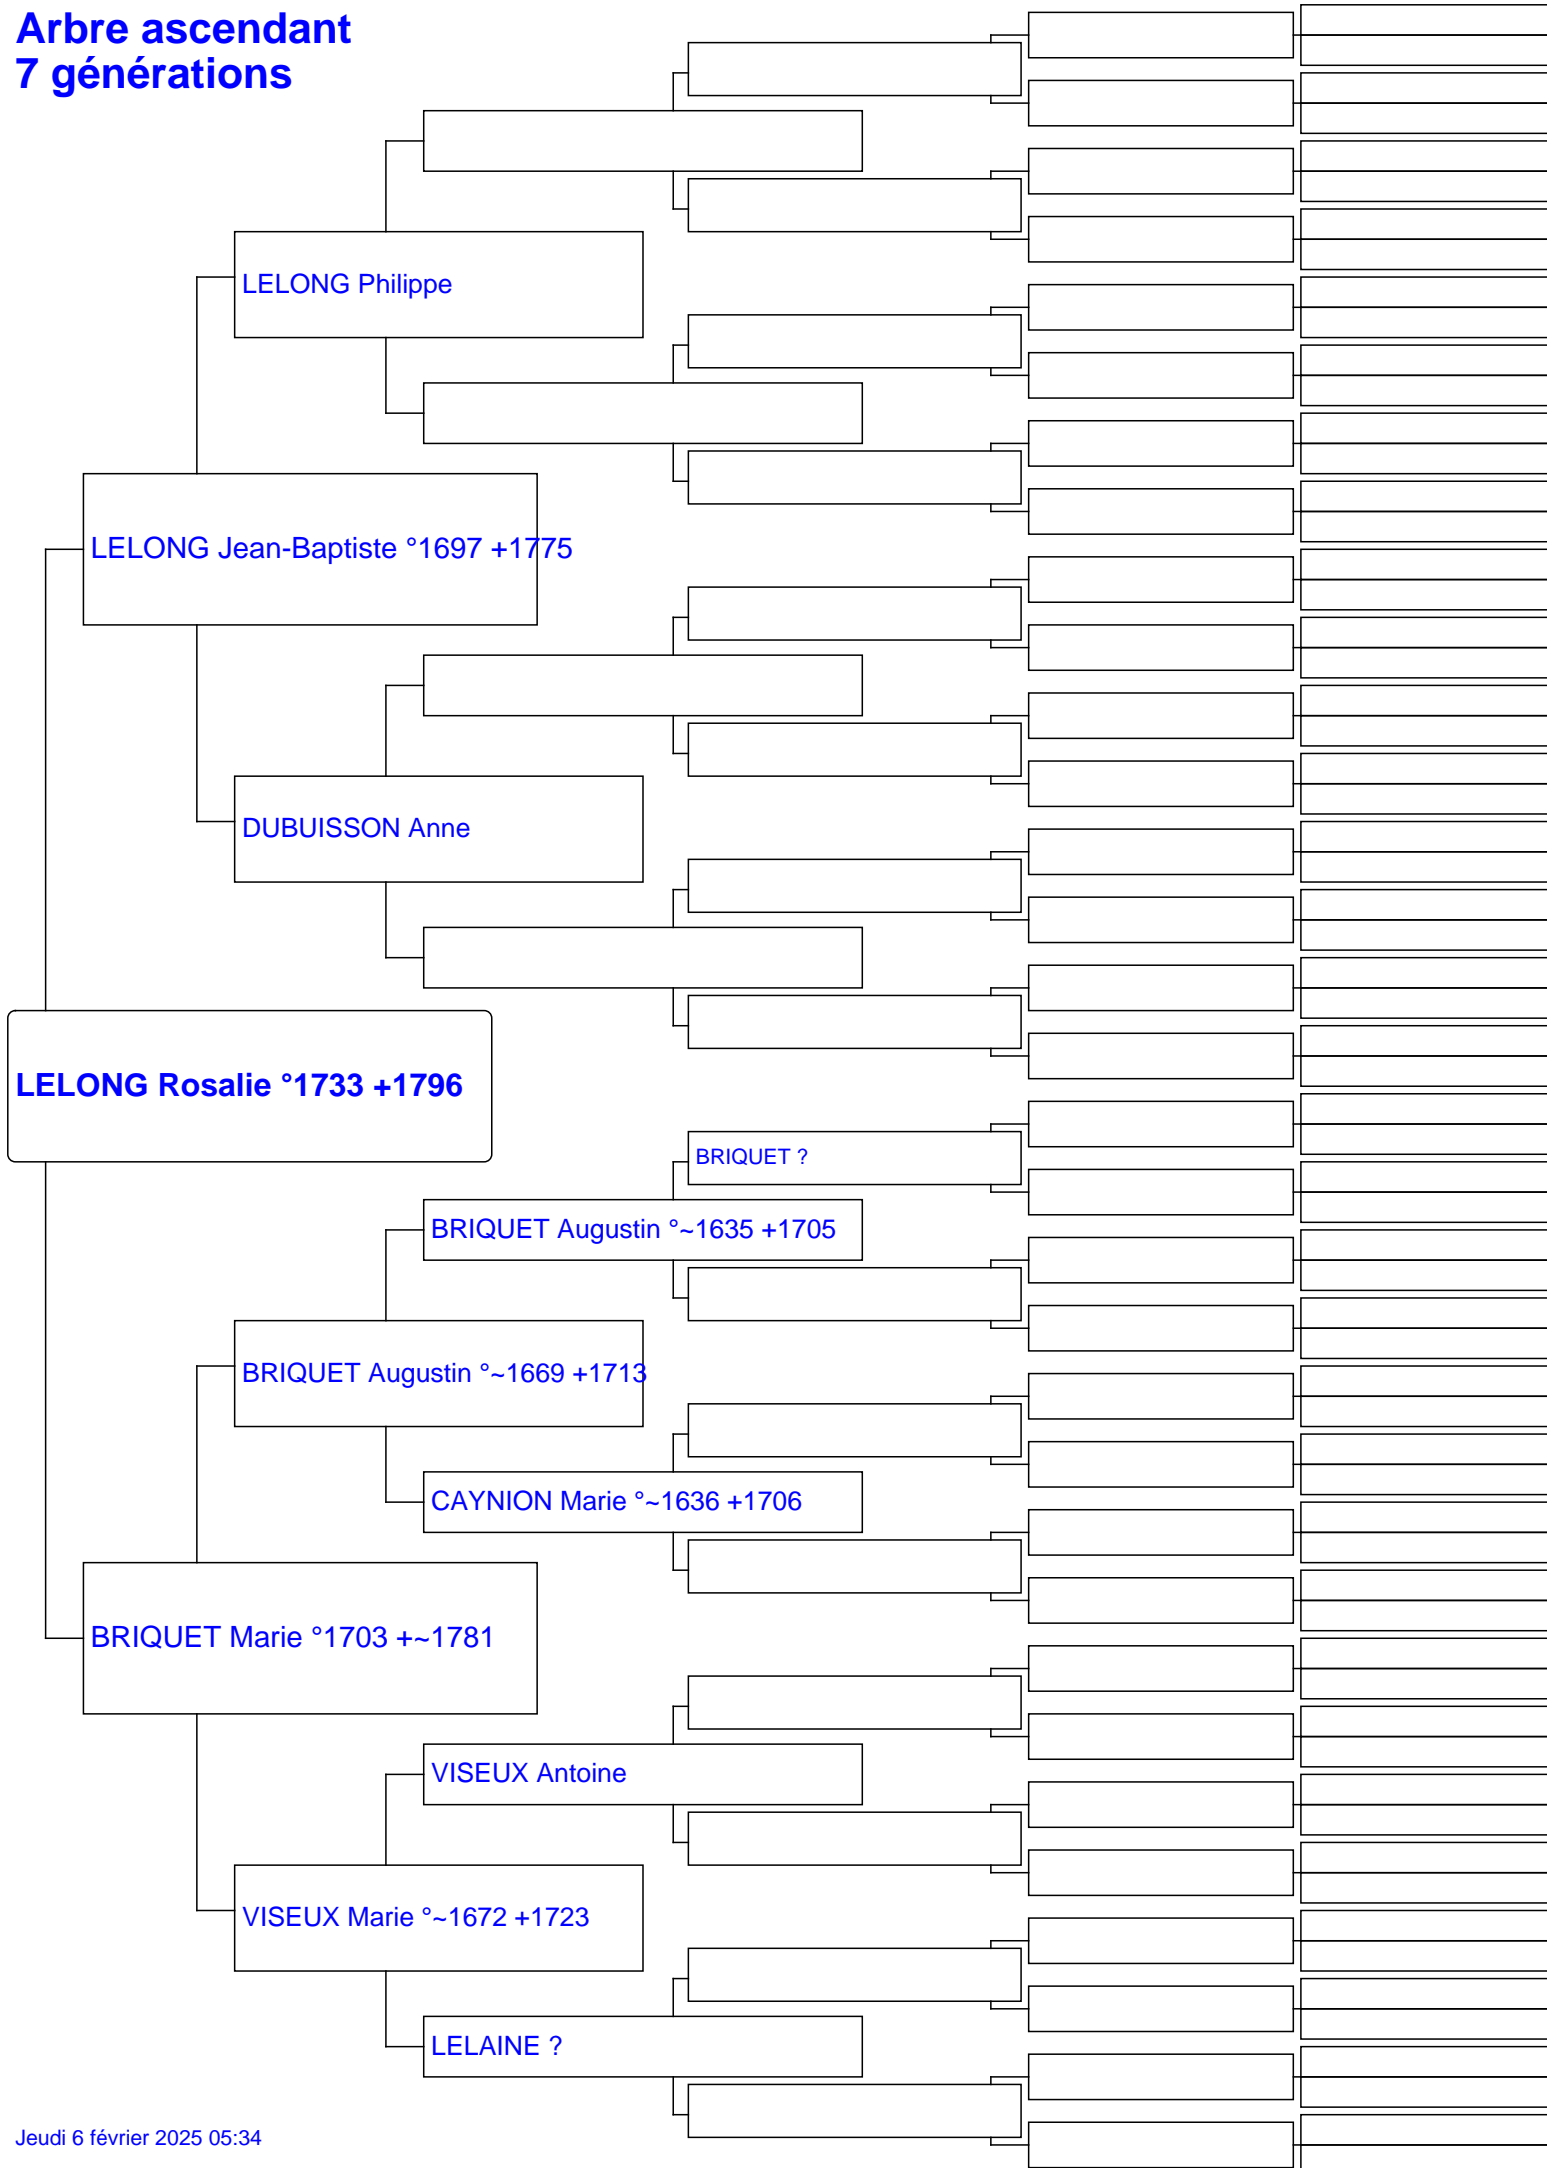 Arbre ascendant
7 générations
LELONG Philippe
LELONG Jean-Baptiste °1697 +1775
DUBUISSON Anne
LELONG Rosalie °1733 +1796
BRIQUET ?
BRIQUET Augustin °~1635 +1705
BRIQUET Augustin °~1669 +1713
CAYNION Marie °~1636 +1706
BRIQUET Marie °1703 +~1781
VISEUX Antoine
VISEUX Marie °~1672 +1723
LELAINE ?
Jeudi 6 février 2025 05:34